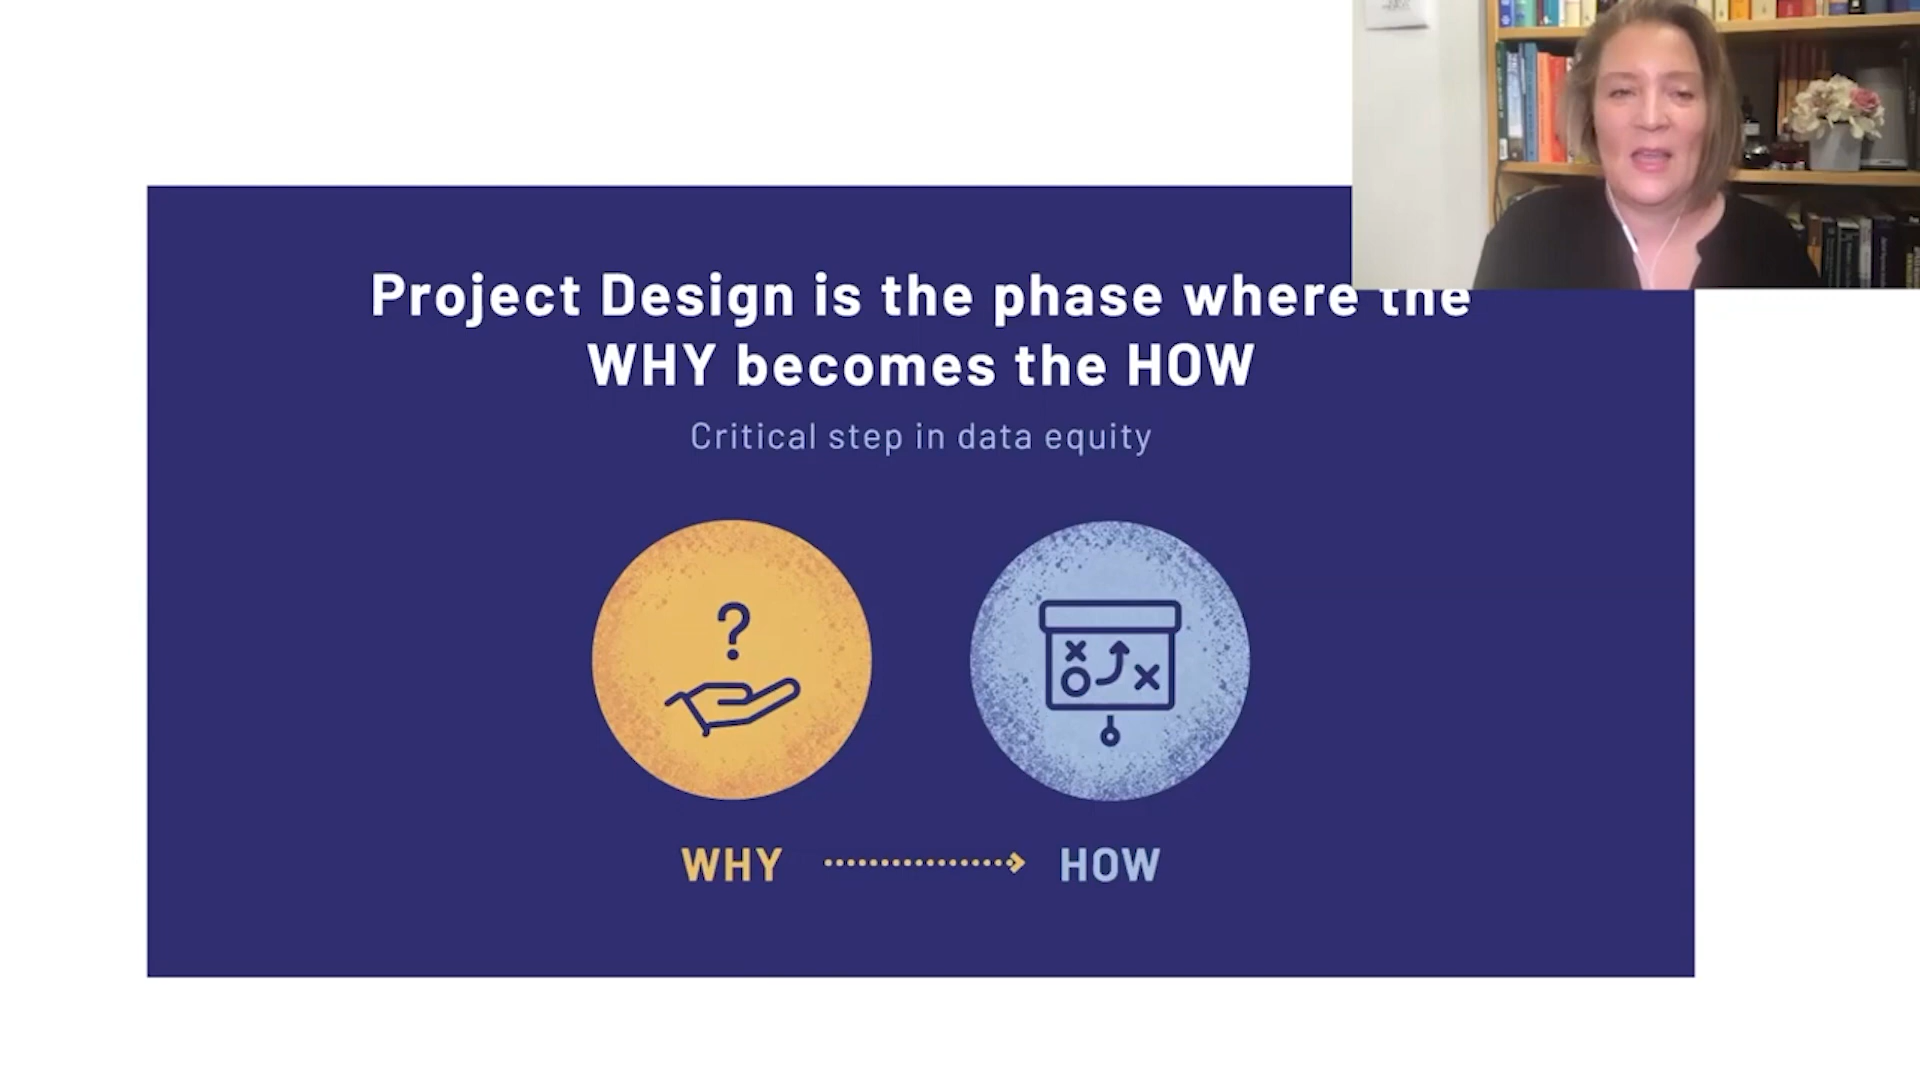 Project Design is the phase where the
WHY becomes the HOW
Critical step in data equity
?
WHY
HOW